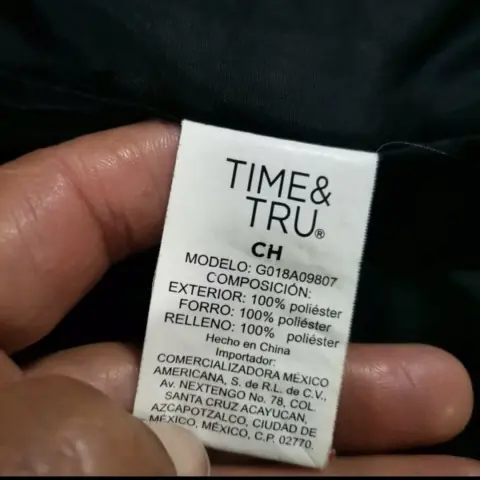 TIME&
TRU®
CH
MODELO: G018A09807
COMPOSICIÓN:
EXTERIOR: 100% poliéster
FORRO: 100% poliéster
RELLENO: 100% poliéster
Hecho en China
Importador:
COMERCIALIZADORA MÉXICO
AMERICANA, S. de R.L. de C.V.,
Av. NEXTENGO No. 78, COL.
SANTA CRUZ ACAYUCAN,
AZCAPOTZALCO, CIUDAD DE
MÉXICO, MÉXICO, C.P. 02770.